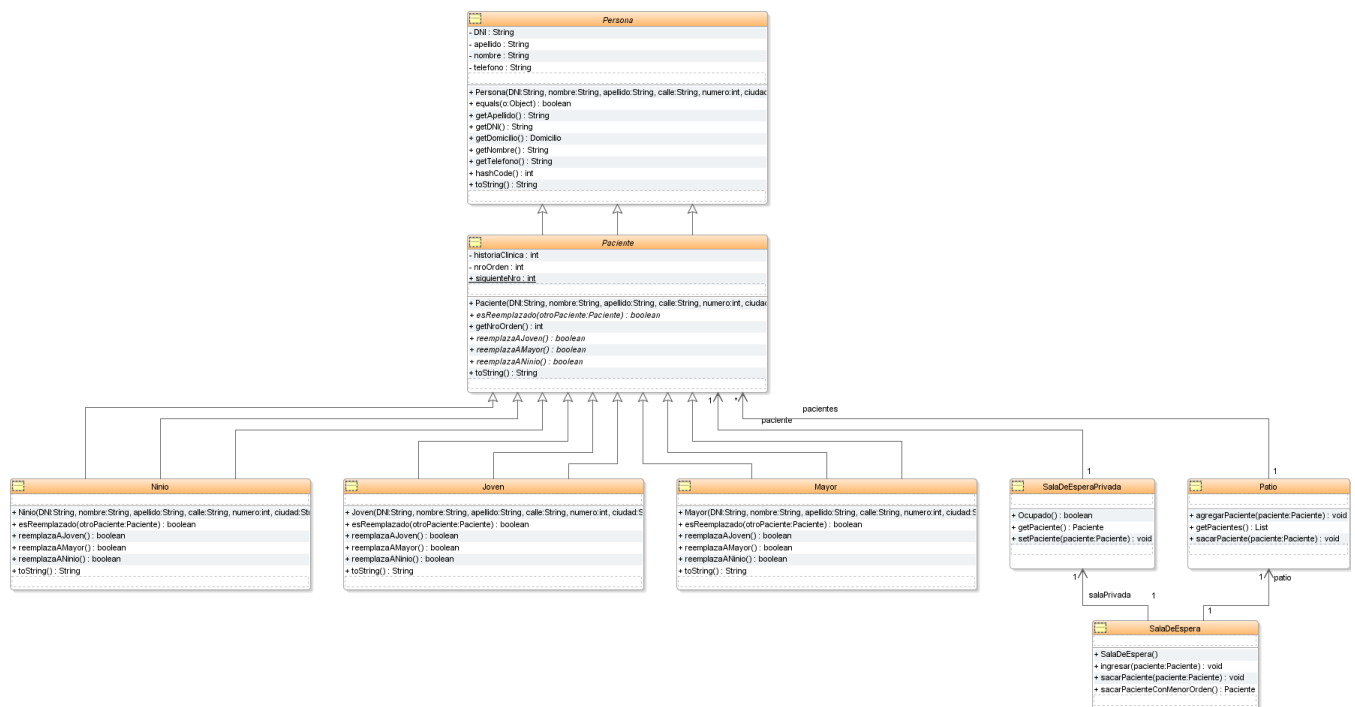 Persona
- DNI : String
- apellido : String
- nombre : String
- telefono : String
+ Persona(DNI:String, nombre:String, apellido:String, calle:String, numero:int, ciudad
+ equals(o:Object) : boolean
+ getApellido() : String
+ getDNI() : String
+ getDomicilio() : Domicilio
+ getNombre() : String
+ getTelefono() : String
+ hashCode() : int
+ toString() : String
Paciente
- historiaClinica : int
- nroOrden : int
+ siguienteNro : int
+ Paciente(DNI:String, nombre:String, apellido:String, calle:String, numero:int, ciudad
+ esReemplazado(otroPaciente:Paciente) : boolean
+ getNroOrden() : int
+ reemplazaAJoven() : boolean
+ reemplazaAMayor() : boolean
+ reemplazaANinio() : boolean
+ toString() : String
1
*
pacientes
paciente
1
1
Ninio
+ Ninio(DNI:String, nombre:String, apellido:String, calle:String, numero:int, ciudad:St
+ esReemplazado(otroPaciente:Paciente) : boolean
+ reemplazaAJoven() : boolean
+ reemplazaAMayor() : boolean
+ reemplazaANinio() : boolean
+ toString() : String
Joven
+ Joven(DNI:String, nombre:String, apellido:String, calle:String, numero:int, ciudad:S
+ esReemplazado(otroPaciente:Paciente) : boolean
+ reemplazaAJoven() : boolean
+ reemplazaAMayor() : boolean
+ reemplazaANinio() : boolean
+ toString() : String
Mayor
+ Mayor(DNI:String, nombre:String, apellido:String, calle:String, numero:int, ciudad:S
+ esReemplazado(otroPaciente:Paciente) : boolean
+ reemplazaAJoven() : boolean
+ reemplazaAMayor() : boolean
+ reemplazaANinio() : boolean
+ toString() : String
SalaDeEsperaPrivada
+ Ocupado() : boolean
+ getPaciente() : Paciente
+ setPaciente(paciente:Paciente) : void
Patio
+ agregarPaciente(paciente:Paciente) : void
+ getPacientes() : List
+ sacarPaciente(paciente:Paciente) : void
1
salaPrivada
1
1
patio
1
SalaDeEspera
+ SalaDeEspera()
+ ingresar(paciente:Paciente) : void
+ sacarPaciente(paciente:Paciente) : void
+ sacarPacienteConMenorOrden() : Paciente